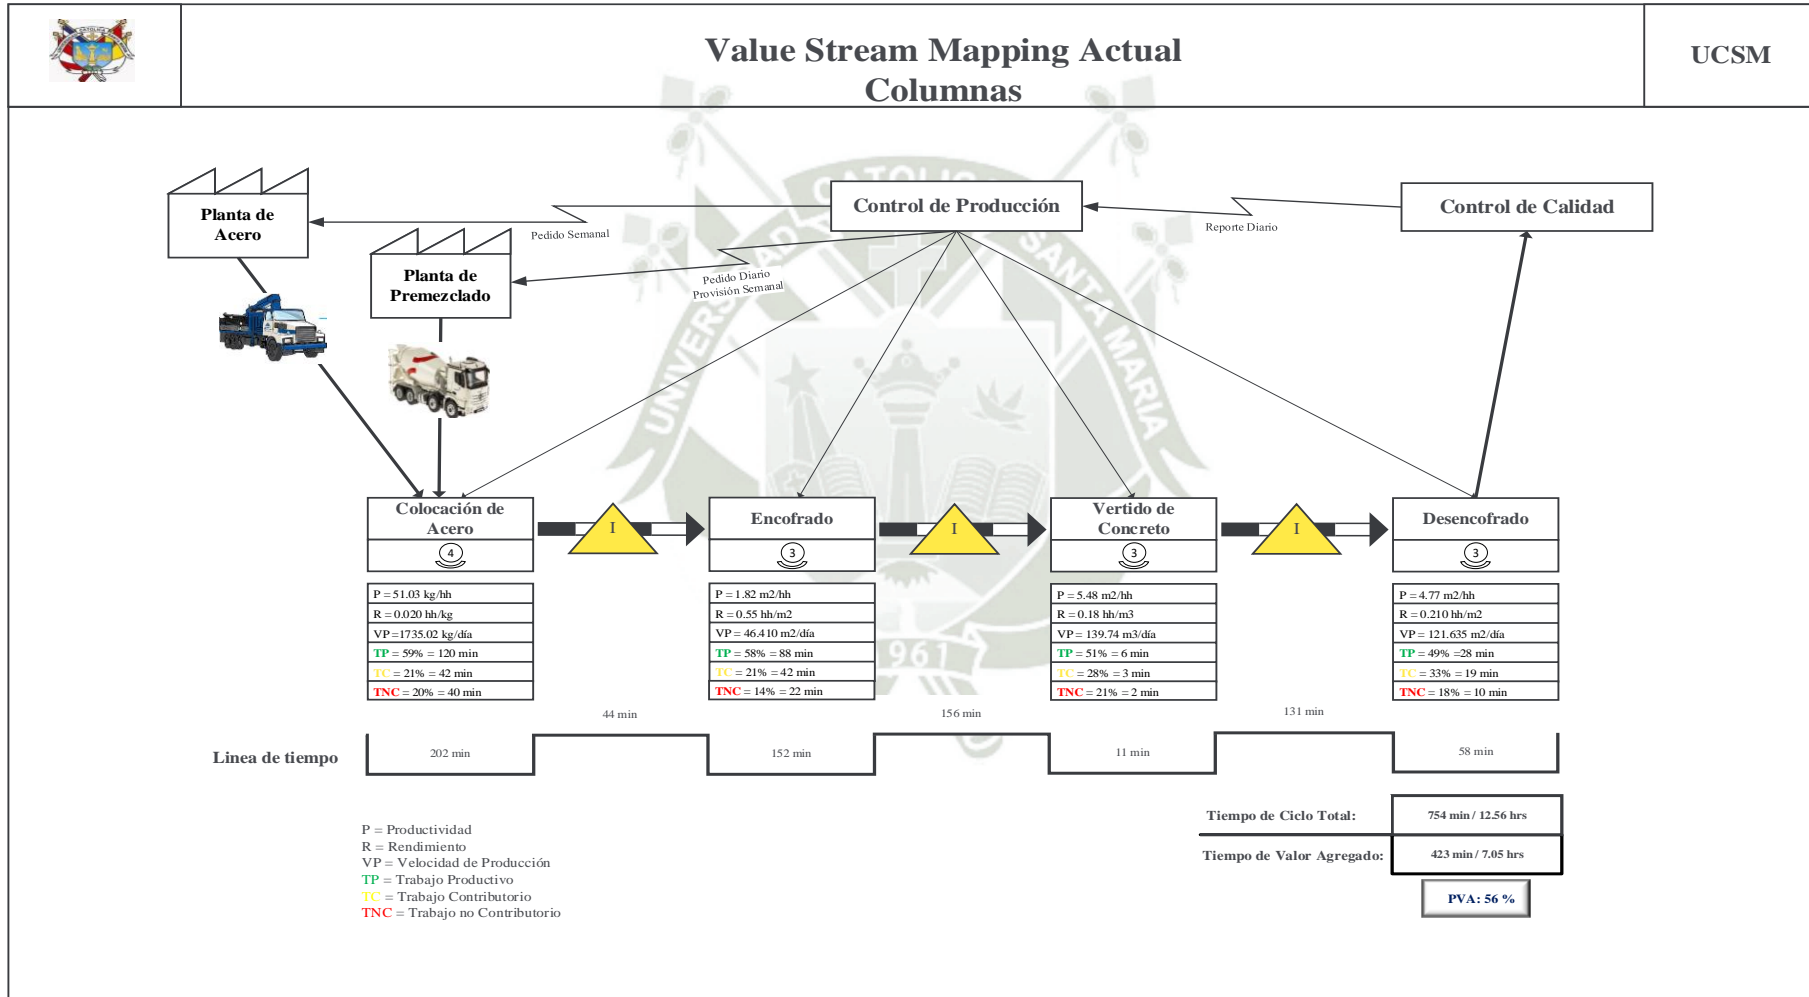 Value Stream Mapping Actual
Columnas
UCSM
CATOLICA
UNIVERSIDAD CATOLICA SANTA MARIA
1961
Planta de
Acero
Planta de
Premezclado
Control de Producción
Control de Calidad
Pedido Semanal
Pedido Diario
Provisión Semanal
Reporte Diario
Colocación de
Acero
4
I
Encofrado
3
I
Vertido de
Concreto
3
I
Desencofrado
3
P = 51.03 kg/hh
R = 0.020 hh/kg
VP =1735.02 kg/día
TP = 59% = 120 min
TC = 21% = 42 min
TNC = 20% = 40 min
P = 1.82 m2/hh
R = 0.55 hh/m2
VP = 46.410 m2/día
TP = 58% = 88 min
TC = 21% = 42 min
TNC = 14% = 22 min
P = 5.48 m2/hh
R = 0.18 hh/m3
VP = 139.74 m3/día
TP = 51% = 6 min
TC = 28% = 3 min
TNC = 21% = 2 min
P = 4.77 m2/hh
R = 0.210 hh/m2
VP = 121.635 m2/día
TP = 49% =28 min
TC = 33% = 19 min
TNC = 18% = 10 min
44 min
156 min
131 min
Linea de tiempo
202 min
152 min
11 min
58 min
Tiempo de Ciclo Total:
754 min / 12.56 hrs
Tiempo de Valor Agregado:
423 min / 7.05 hrs
PVA: 56 %
P = Productividad
R = Rendimiento
VP = Velocidad de Producción
TP = Trabajo Productivo
TC = Trabajo Contributorio
TNC = Trabajo no Contributorio